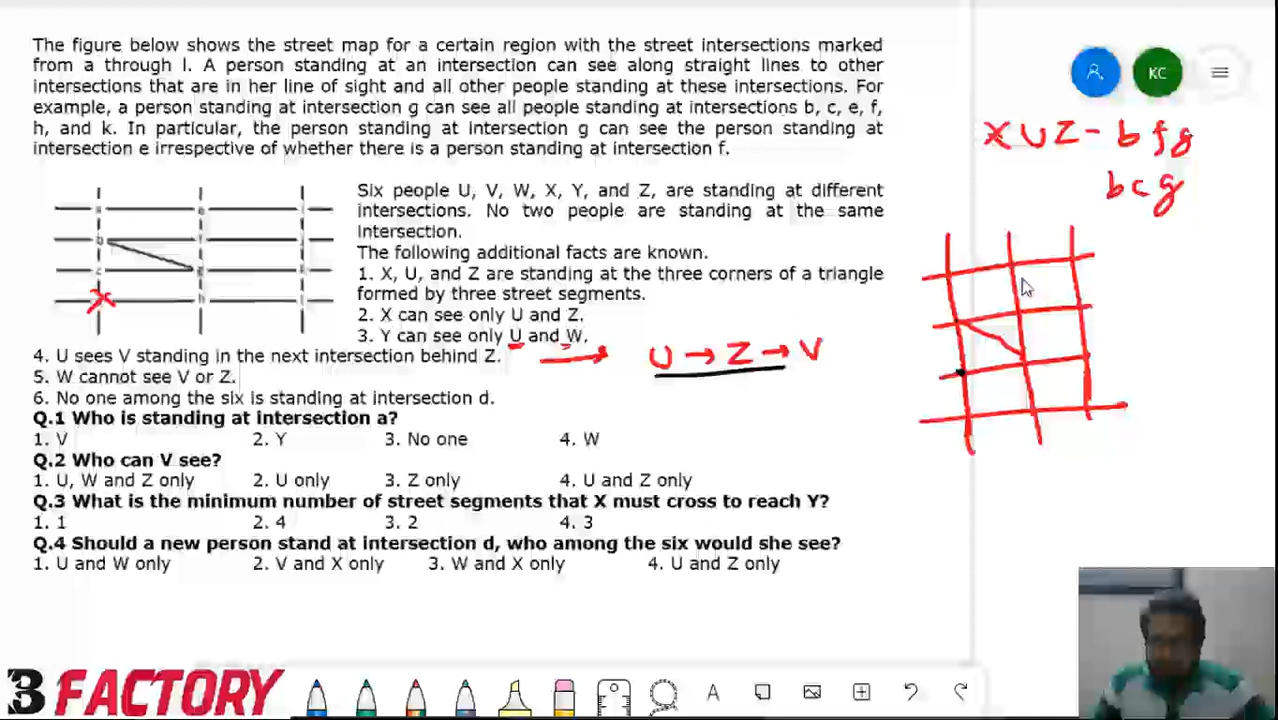 The figure below shows the street map for a certain region with the street intersections marked
from a through l. A person standing at an intersection can see along straight lines to other
intersections that are in her line of sight and all other people standing at these intersections. For
example, a person standing at intersection g can see all people standing at intersections b, c, e, f,
h, and k. In particular, the person standing at intersection g can see the person standing at
intersection e irrespective of whether there is a person standing at intersection f.
Six people U, V, W, X, Y, and Z, are standing at different
intersections. No two people are standing at the same
intersection.
The following additional facts are known.
1. X, U, and Z are standing at the three corners of a triangle
formed by three street segments.
2. X can see only U and Z.
3. Y can see only U and W.
4. U sees V standing in the next intersection behind Z.
5. W cannot see V or Z.
6. No one among the six is standing at intersection d.
Q.1 Who is standing at intersection a?
1. V 2. Y 3. No one 4. W
Q.2 Who can V see?
1. U, W and Z only 2. U only 3. Z only 4. U and Z only
Q.3 What is the minimum number of street segments that X must cross to reach Y?
1. 1 2. 4 3. 2 4. 3
Q.4 Should a new person stand at intersection d, who among the six would she see?
1. U and W only 2. V and X only 3. W and X only 4. U and Z only
U → Z → V
KC
X U Z - b f g
b c g
3 FACTORY
A